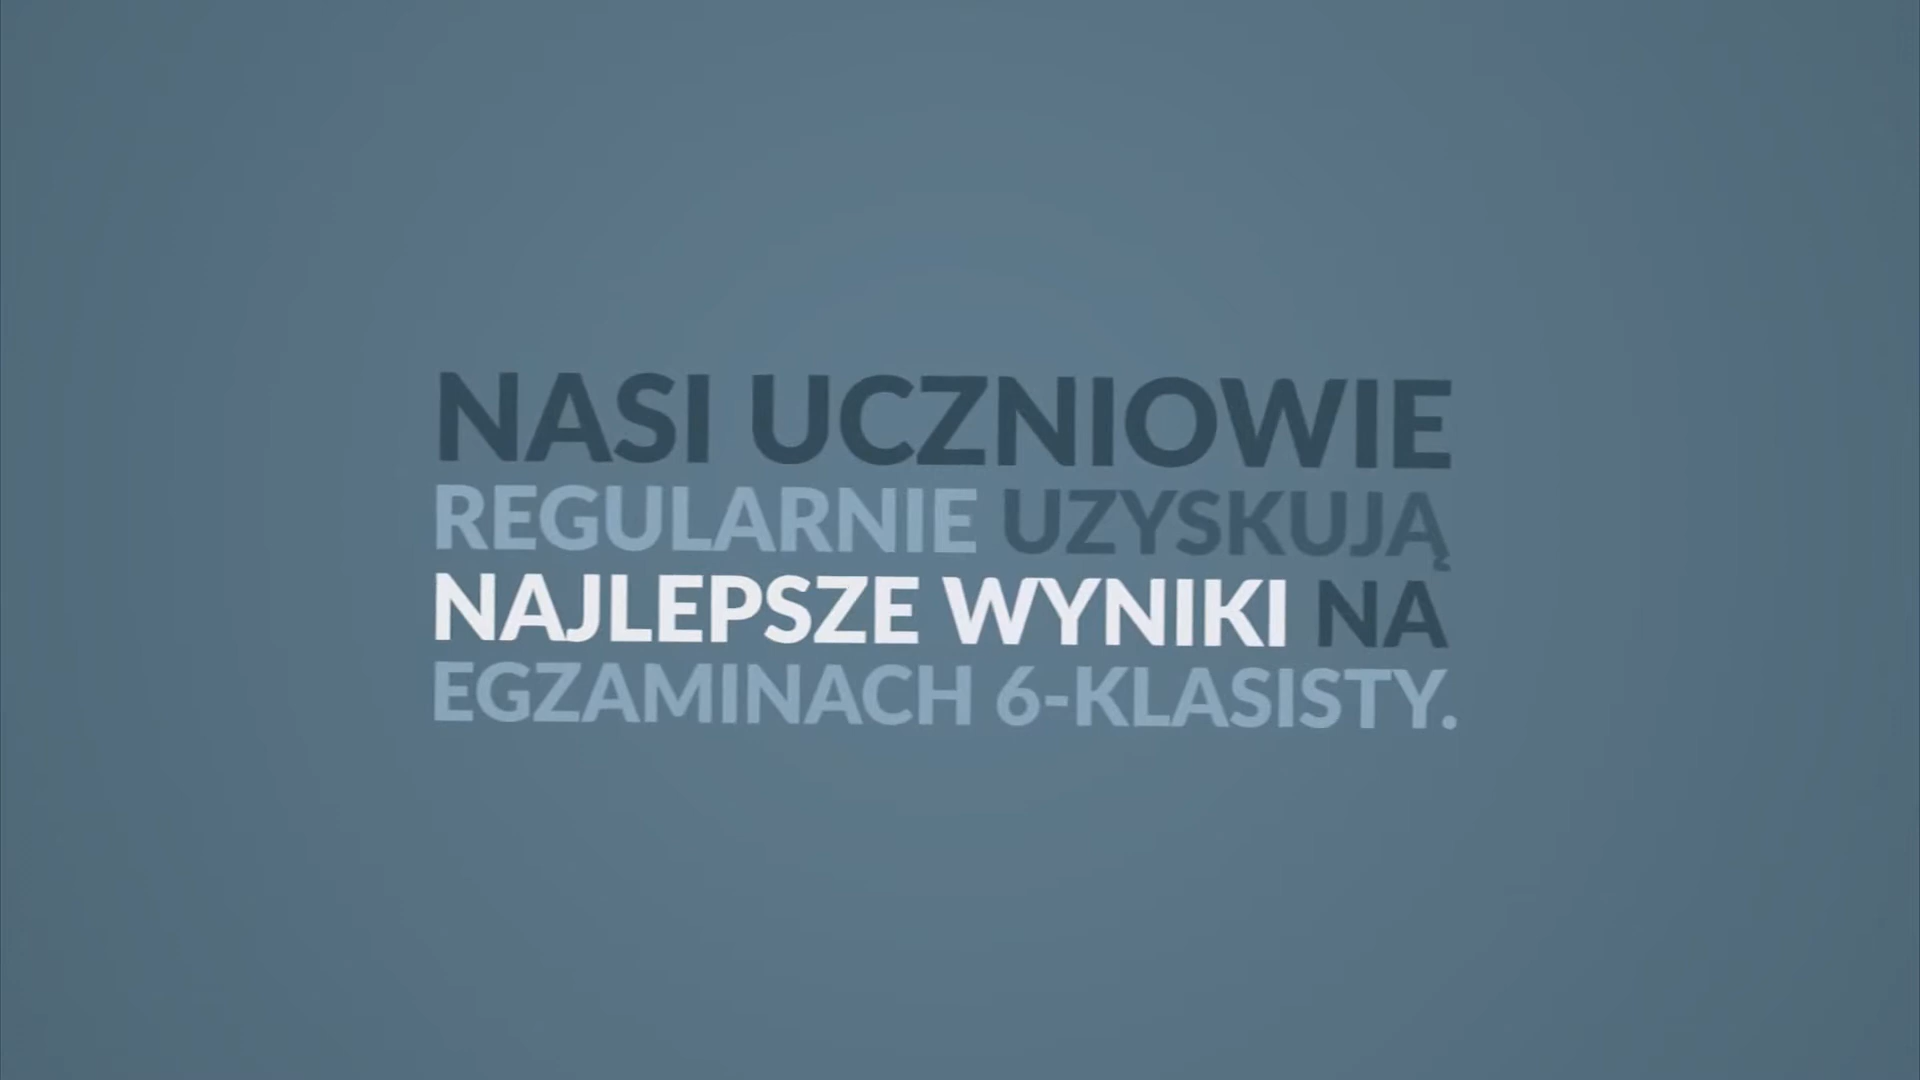 NASI UCZNIOWIE
REGULARNIE UZYSKUJĄ
NAJLEPSZE WYNIKI NA
EGZAMINACH 6-KLASISTY.